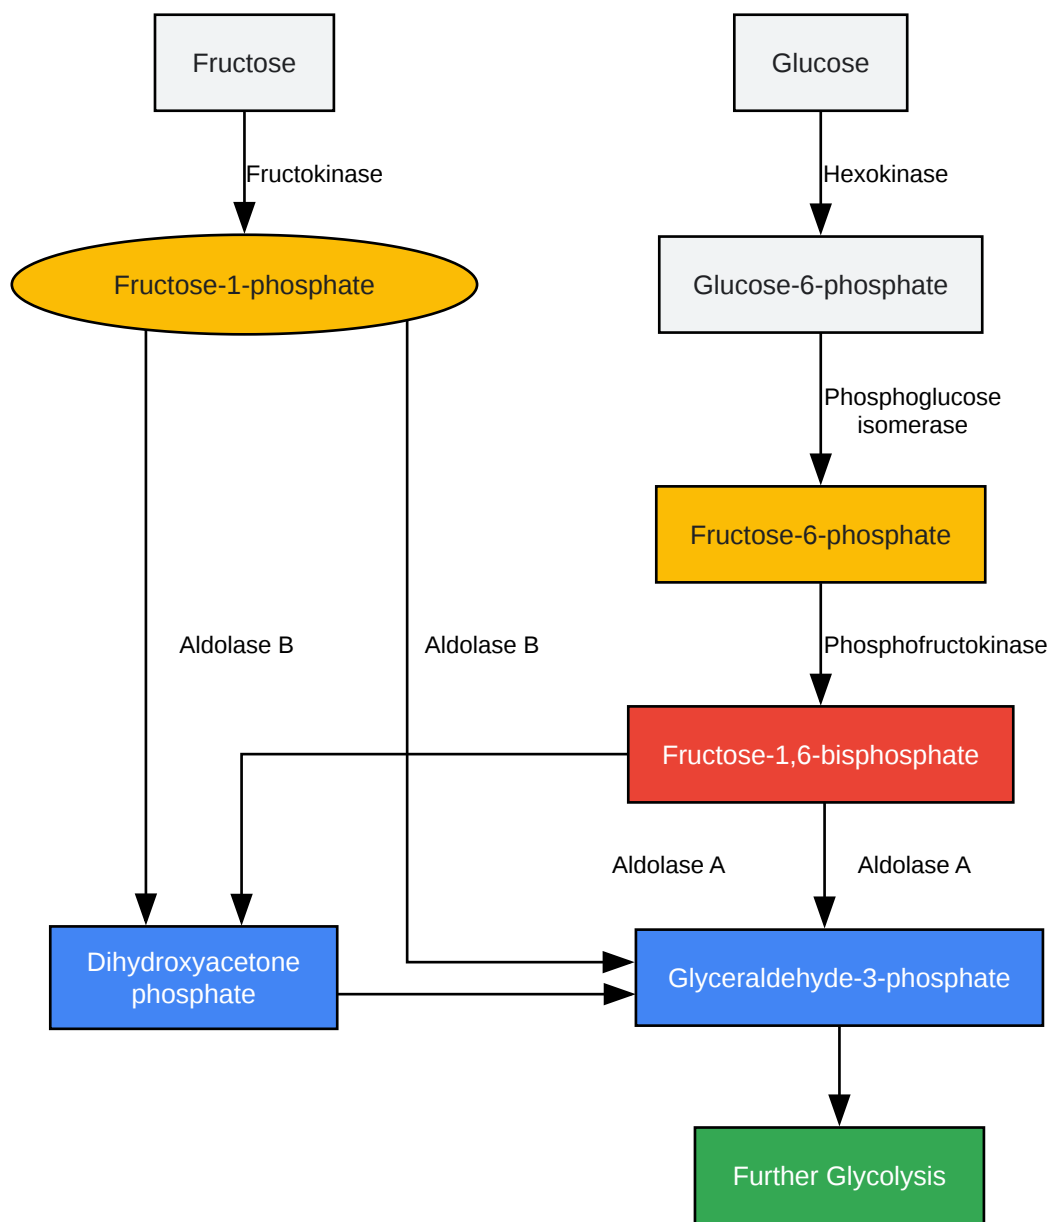 Fructose
Glucose
Fructokinase
Hexokinase
Fructose-1-phosphate
Glucose-6-phosphate
Phosphoglucose
isomerase
Fructose-6-phosphate
Aldolase B
Aldolase B
Phosphofructokinase
Fructose-1,6-bisphosphate
Aldolase A
Aldolase A
Dihydroxyacetone
phosphate
Glyceraldehyde-3-phosphate
Further Glycolysis